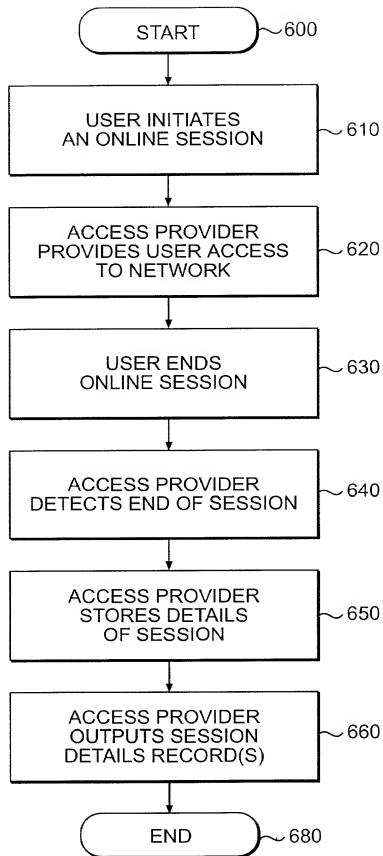 START
600
USER INITIATES
AN ONLINE SESSION
610
ACCESS PROVIDER
PROVIDES USER ACCESS
TO NETWORK
620
USER ENDS
ONLINE SESSION
630
ACCESS PROVIDER
DETECTS END OF SESSION
640
ACCESS PROVIDER
STORES DETAILS
OF SESSION
650
ACCESS PROVIDER
OUTPUTS SESSION
DETAILS RECORD(S)
660
END
680